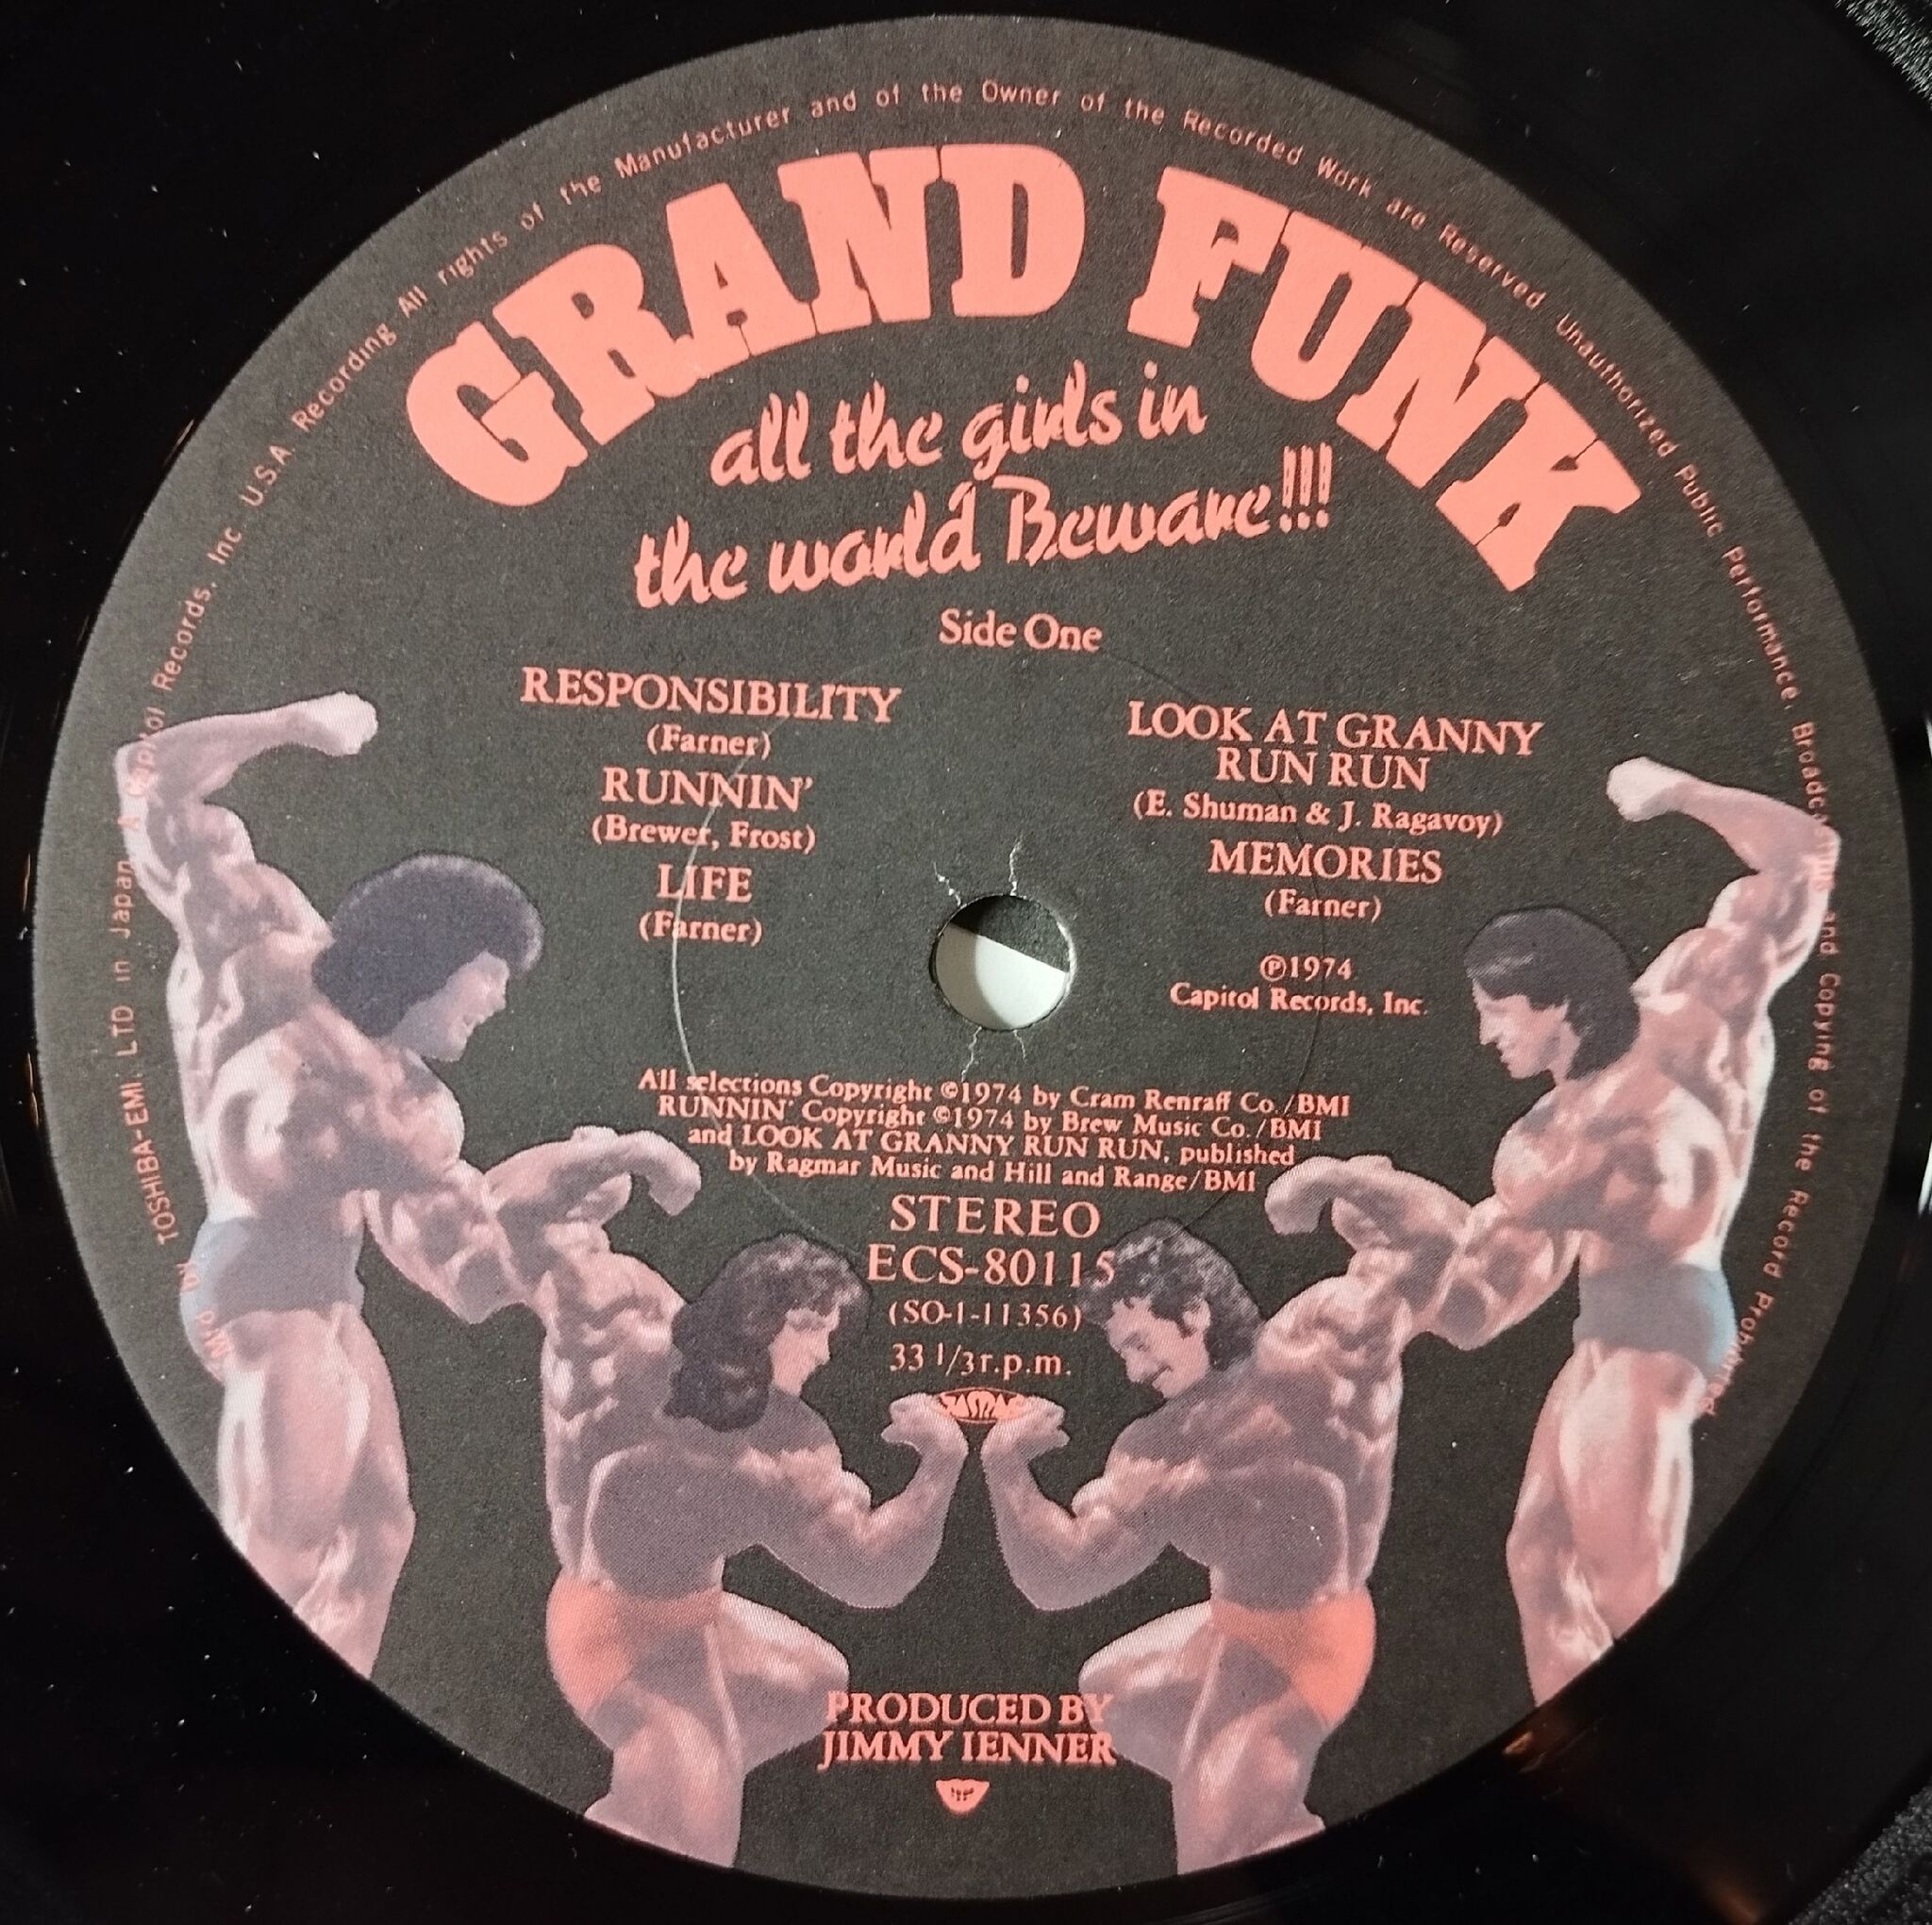 Mfd by TOSHIBA-EMI LTD in Japan A Capitol Records, Inc. U.S.A. Recording All rights of the Manufacturer and of the Owner of the Recorded Work are Reserved Unauthorized Public Performance, Broadcasting and Copying of the Record Prohibited
GRAND FUNK
all the girls in
the world Beware!!!
Side One
RESPONSIBILITY
(Farner)
RUNNIN'
(Brewer, Frost)
LIFE
(Farner)
LOOK AT GRANNY
RUN RUN
(E. Shuman & J. Ragavoy)
MEMORIES
(Farner)
℗1974
Capitol Records, Inc.
All selections Copyright ©1974 by Cram Renraff Co./BMI
RUNNIN' Copyright ©1974 by Brew Music Co./BMI
and LOOK AT GRANNY RUN RUN, published
by Ragmar Music and Hill and Range/BMI
STEREO
ECS-80115
(SO-1-11356)
33 1/3 r.p.m.
PRODUCED BY
JIMMY IENNER